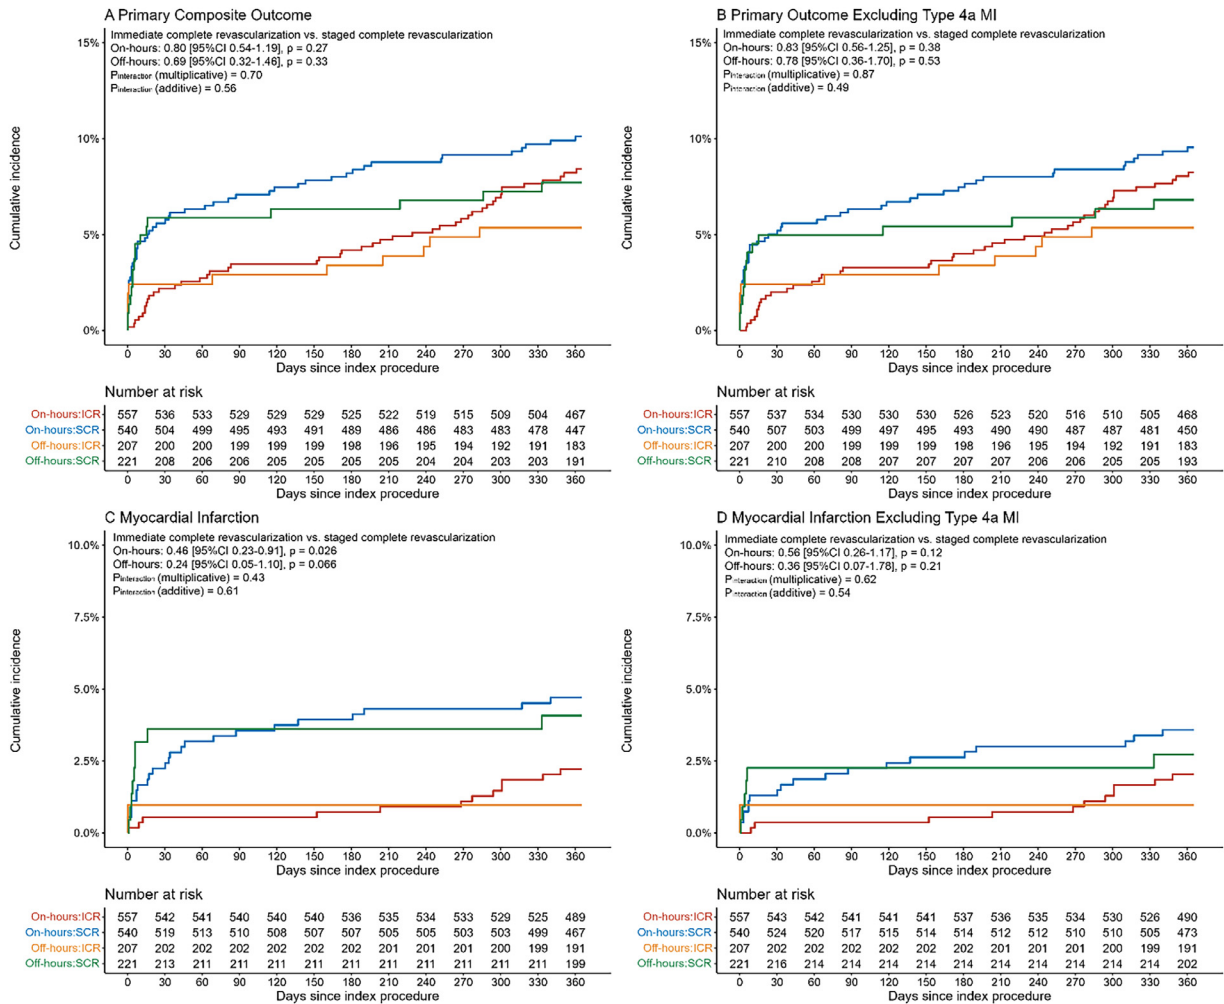 A Primary Composite Outcome
Immediate complete revascularization vs. staged complete revascularization
On-hours: 0.80 [95%CI 0.54-1.19], p = 0.27
Off-hours: 0.69 [95%CI 0.32-1.46], p = 0.33
Pinteraction (multiplicative) = 0.70
Pinteraction (additive) = 0.56
15%
10%
5%
0%
Cumulative incidence
0 30 60 90 120 150 180 210 240 270 300 330 360
Days since index procedure
Number at risk
On-hours:ICR 557 536 533 529 529 529 525 522 519 515 509 504 467
On-hours:SCR 540 504 499 495 493 491 489 486 486 483 483 478 447
Off-hours:ICR 207 200 200 199 199 199 198 196 195 194 192 191 183
Off-hours:SCR 221 208 206 206 205 205 205 205 204 204 203 203 191
0 30 60 90 120 150 180 210 240 270 300 330 360
Days since index procedure
B Primary Outcome Excluding Type 4a MI
Immediate complete revascularization vs. staged complete revascularization
On-hours: 0.83 [95%CI 0.56-1.25], p = 0.38
Off-hours: 0.78 [95%CI 0.36-1.70], p = 0.53
Pinteraction (multiplicative) = 0.87
Pinteraction (additive) = 0.49
15%
10%
5%
0%
Cumulative incidence
0 30 60 90 120 150 180 210 240 270 300 330 360
Days since index procedure
Number at risk
On-hours:ICR 557 537 534 530 530 530 526 523 520 516 510 505 468
On-hours:SCR 540 507 503 499 497 495 493 490 490 487 487 481 450
Off-hours:ICR 207 200 200 199 199 199 198 196 195 194 192 191 183
Off-hours:SCR 221 210 208 208 207 207 207 207 206 206 205 205 193
0 30 60 90 120 150 180 210 240 270 300 330 360
Days since index procedure
C Myocardial Infarction
Immediate complete revascularization vs. staged complete revascularization
On-hours: 0.46 [95%CI 0.23-0.91], p = 0.026
Off-hours: 0.24 [95%CI 0.05-1.10], p = 0.066
Pinteraction (multiplicative) = 0.43
Pinteraction (additive) = 0.61
10.0%
7.5%
5.0%
2.5%
0.0%
Cumulative incidence
0 30 60 90 120 150 180 210 240 270 300 330 360
Days since index procedure
Number at risk
On-hours:ICR 557 542 541 540 540 540 536 535 534 533 529 525 489
On-hours:SCR 540 519 513 510 508 507 507 505 505 503 503 499 467
Off-hours:ICR 207 202 202 202 202 202 202 201 201 201 200 199 191
Off-hours:SCR 221 213 211 211 211 211 211 211 211 211 211 211 199
0 30 60 90 120 150 180 210 240 270 300 330 360
Days since index procedure
D Myocardial Infarction Excluding Type 4a MI
Immediate complete revascularization vs. staged complete revascularization
On-hours: 0.56 [95%CI 0.26-1.17], p = 0.12
Off-hours: 0.36 [95%CI 0.07-1.78], p = 0.21
Pinteraction (multiplicative) = 0.62
Pinteraction (additive) = 0.54
10.0%
7.5%
5.0%
2.5%
0.0%
Cumulative incidence
0 30 60 90 120 150 180 210 240 270 300 330 360
Days since index procedure
Number at risk
On-hours:ICR 557 543 542 541 541 541 537 536 535 534 530 526 490
On-hours:SCR 540 524 520 517 515 514 514 512 512 510 510 505 473
Off-hours:ICR 207 202 202 202 202 202 202 201 201 201 200 199 191
Off-hours:SCR 221 216 214 214 214 214 214 214 214 214 214 214 202
0 30 60 90 120 150 180 210 240 270 300 330 360
Days since index procedure